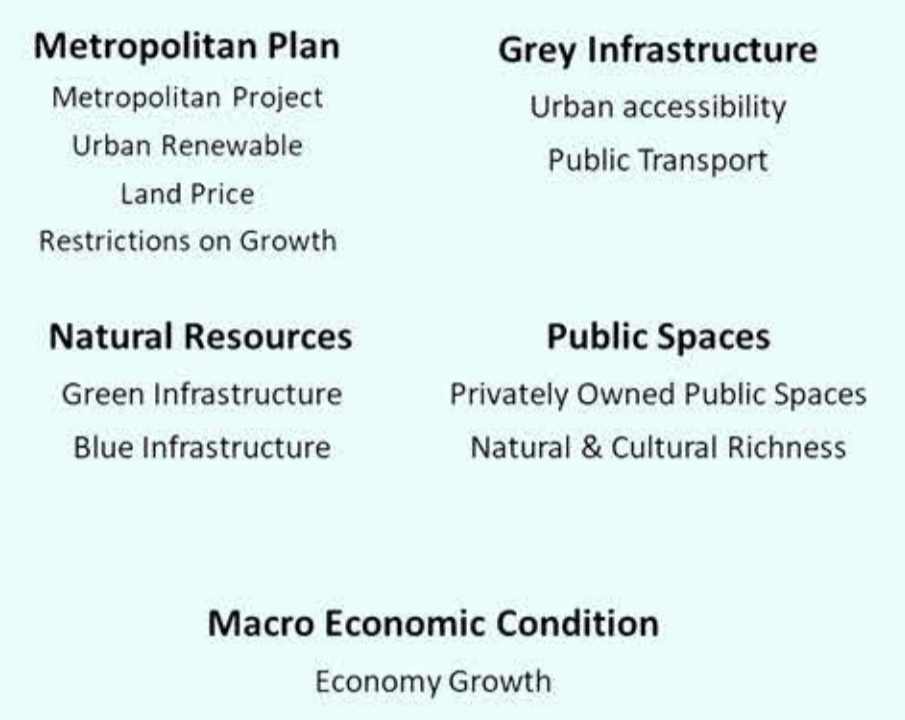 Metropolitan Plan
Metropolitan Project
Urban Renewable
Land Price
Restrictions on Growth
Grey Infrastructure
Urban accessibility
Public Transport
Natural Resources
Green Infrastructure
Blue Infrastructure
Public Spaces
Privately Owned Public Spaces
Natural & Cultural Richness
Macro Economic Condition
Economy Growth